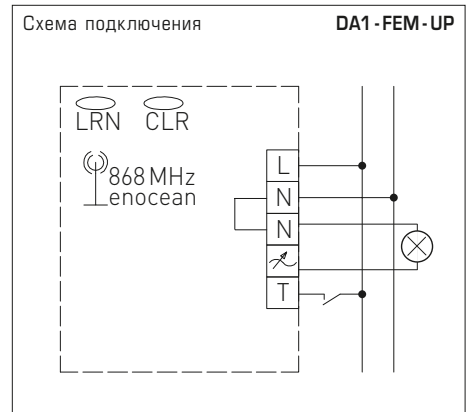 Схема подключения DA1-FEM-UP
LRN CLR
868 MHz
enocean
L
N
N
T